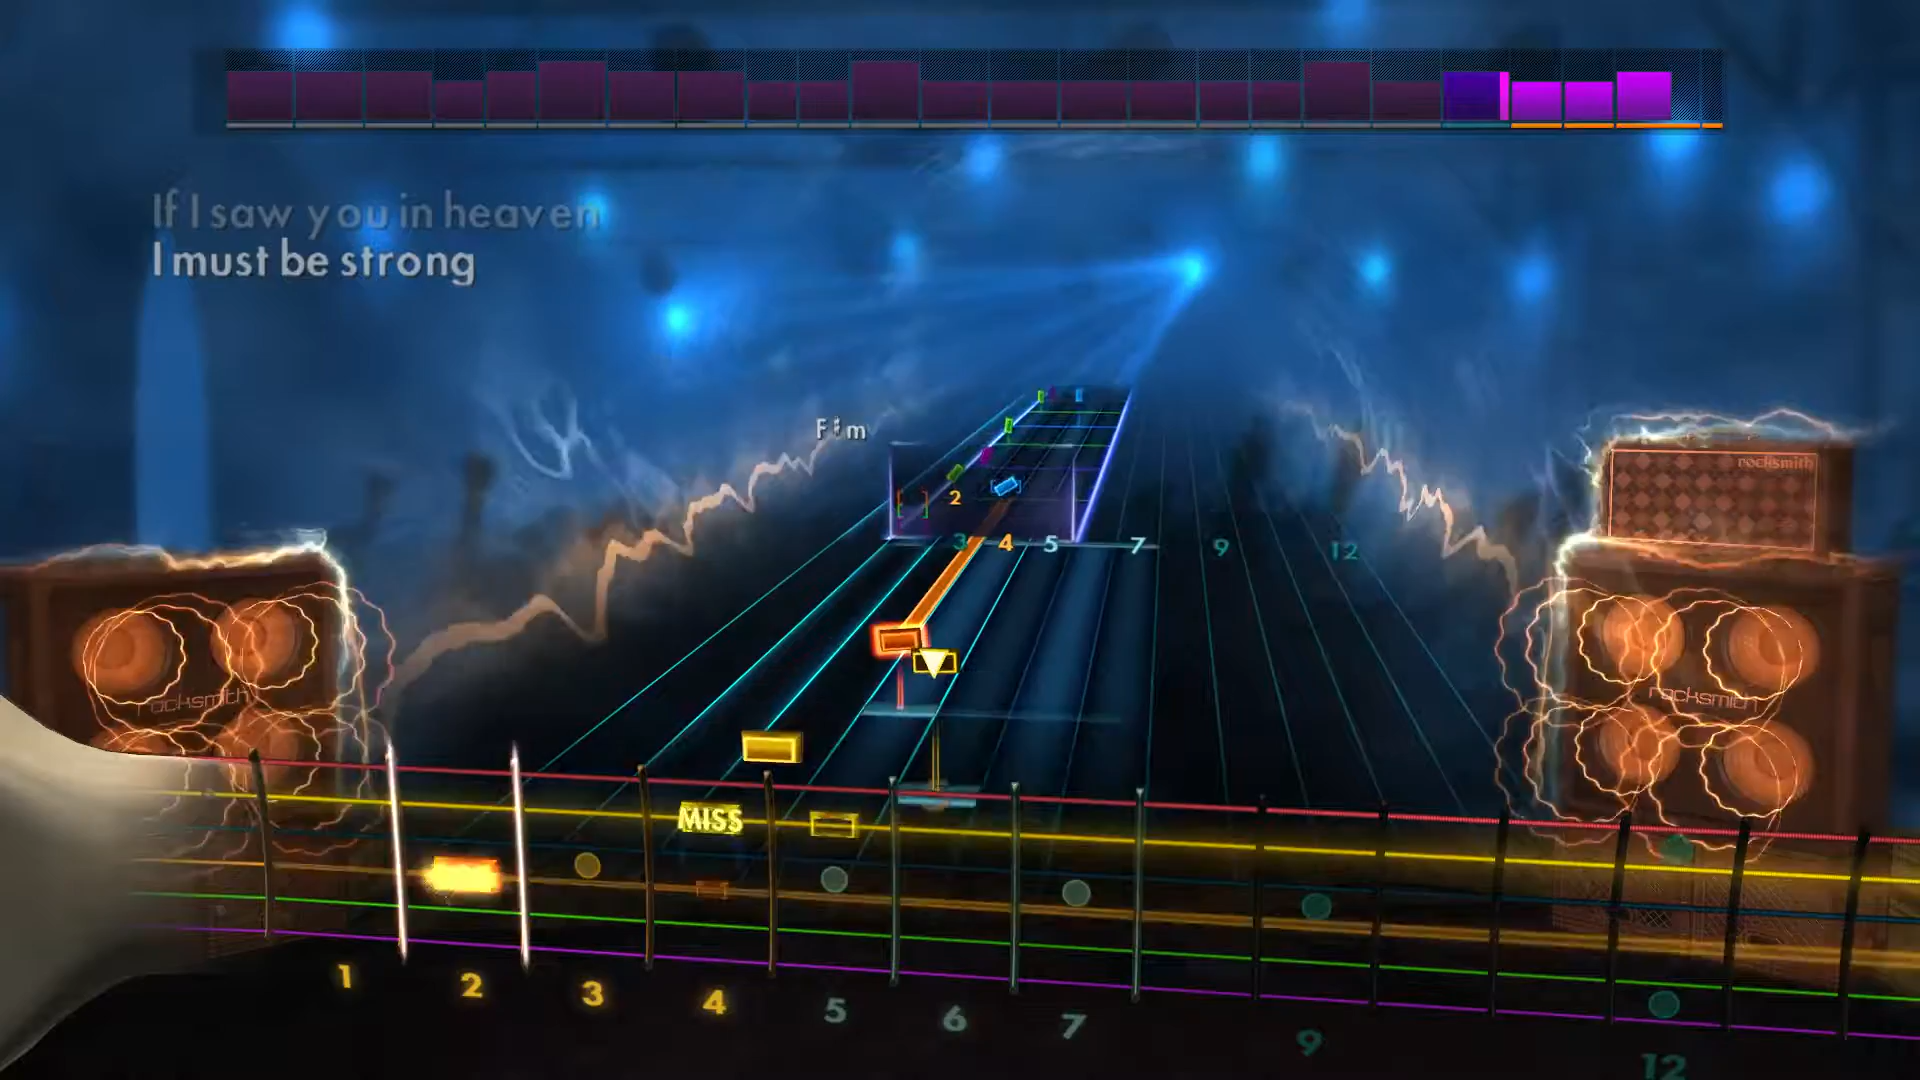 If I saw you in heaven
I must be strong
F#m
rocksmith
2
3 4 5 7 9 12
rocksmith
rocksmith
MISS
1 2 3 4 5 6 7 9 12